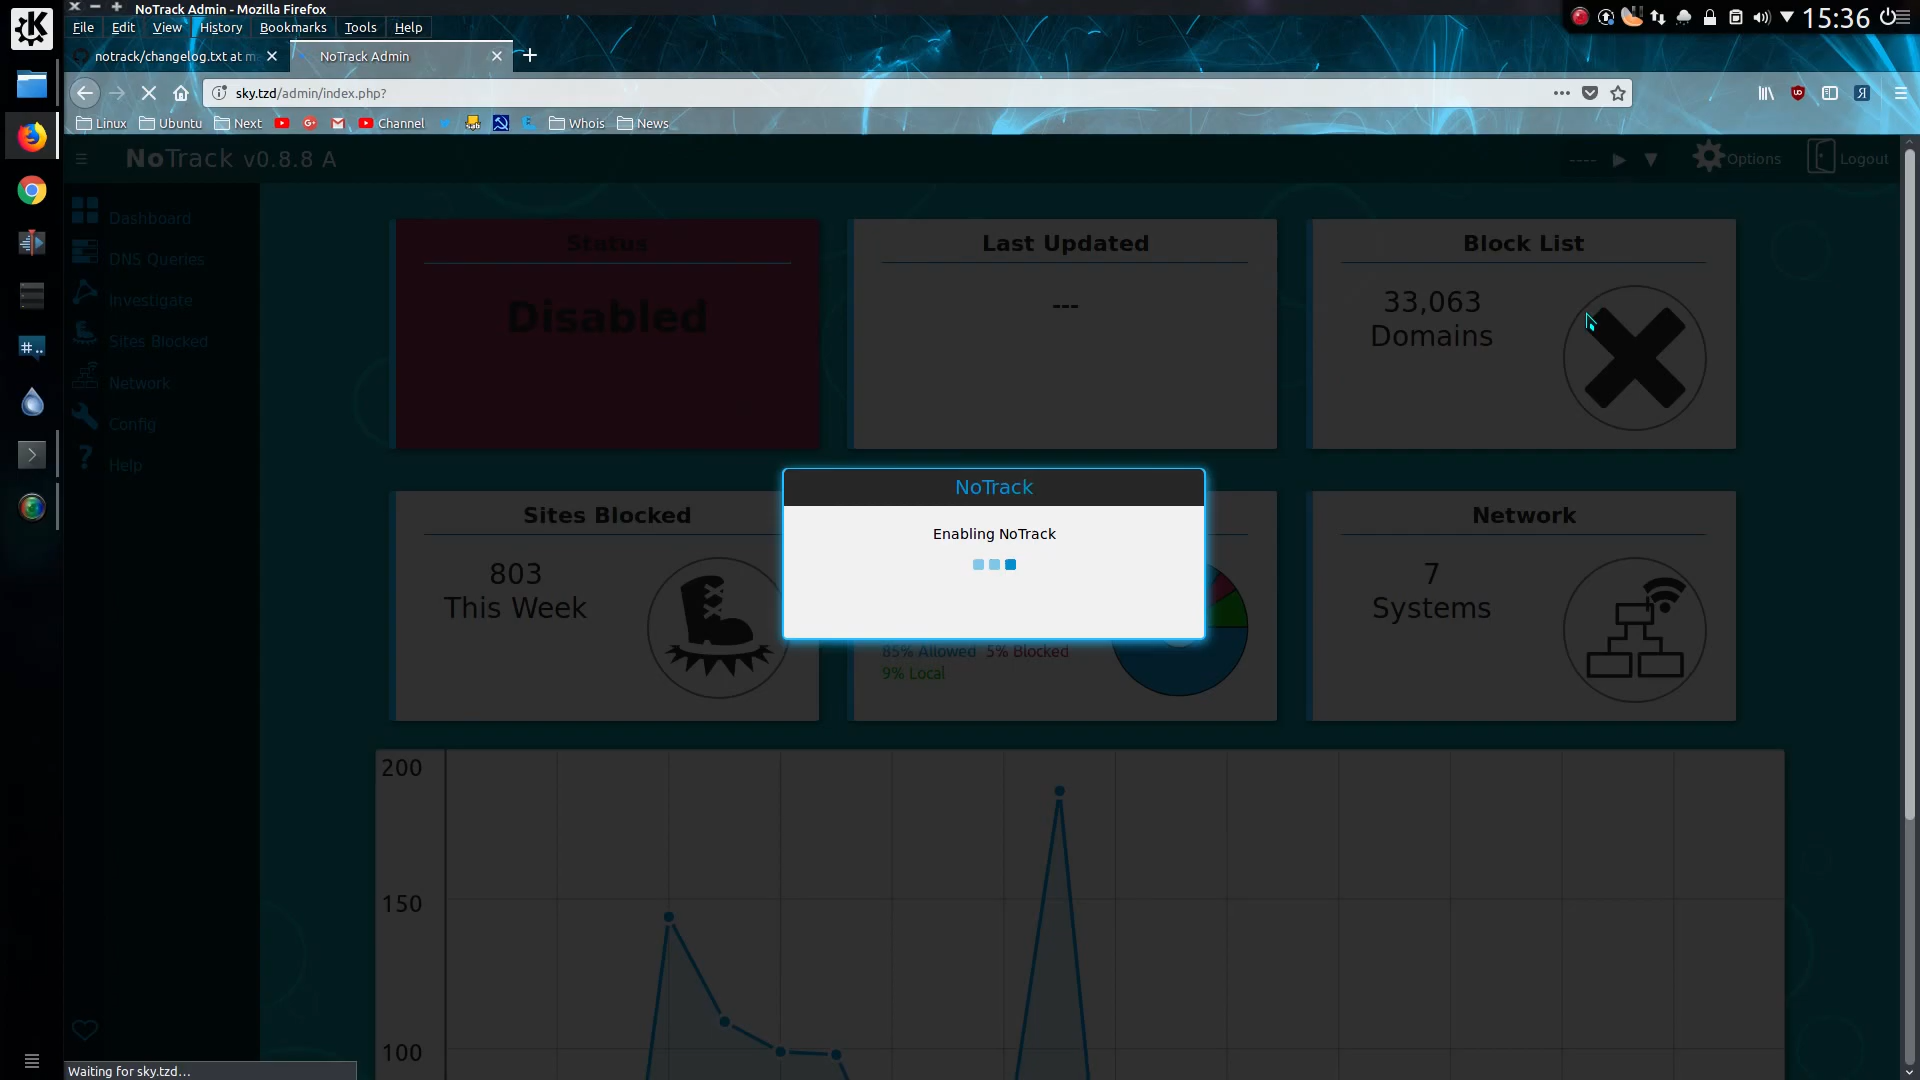 NoTrack Admin - Mozilla Firefox
15:36
File Edit View History Bookmarks Tools Help
notrack/changelog.txt at m
NoTrack Admin
sky.tzd/admin/index.php?
Linux Ubuntu Next Channel Whois News
NoTrack v0.8.8 A
---- Options Logout
Dashboard
DNS Queries
Investigate
Sites Blocked
Network
Config
Help
Status
Disabled
Last Updated
---
Block List
33,063
Domains
Sites Blocked
803
This Week
85% Allowed 5% Blocked
9% Local
Network
7
Systems
NoTrack
Enabling NoTrack
200
150
100
Waiting for sky.tzd...